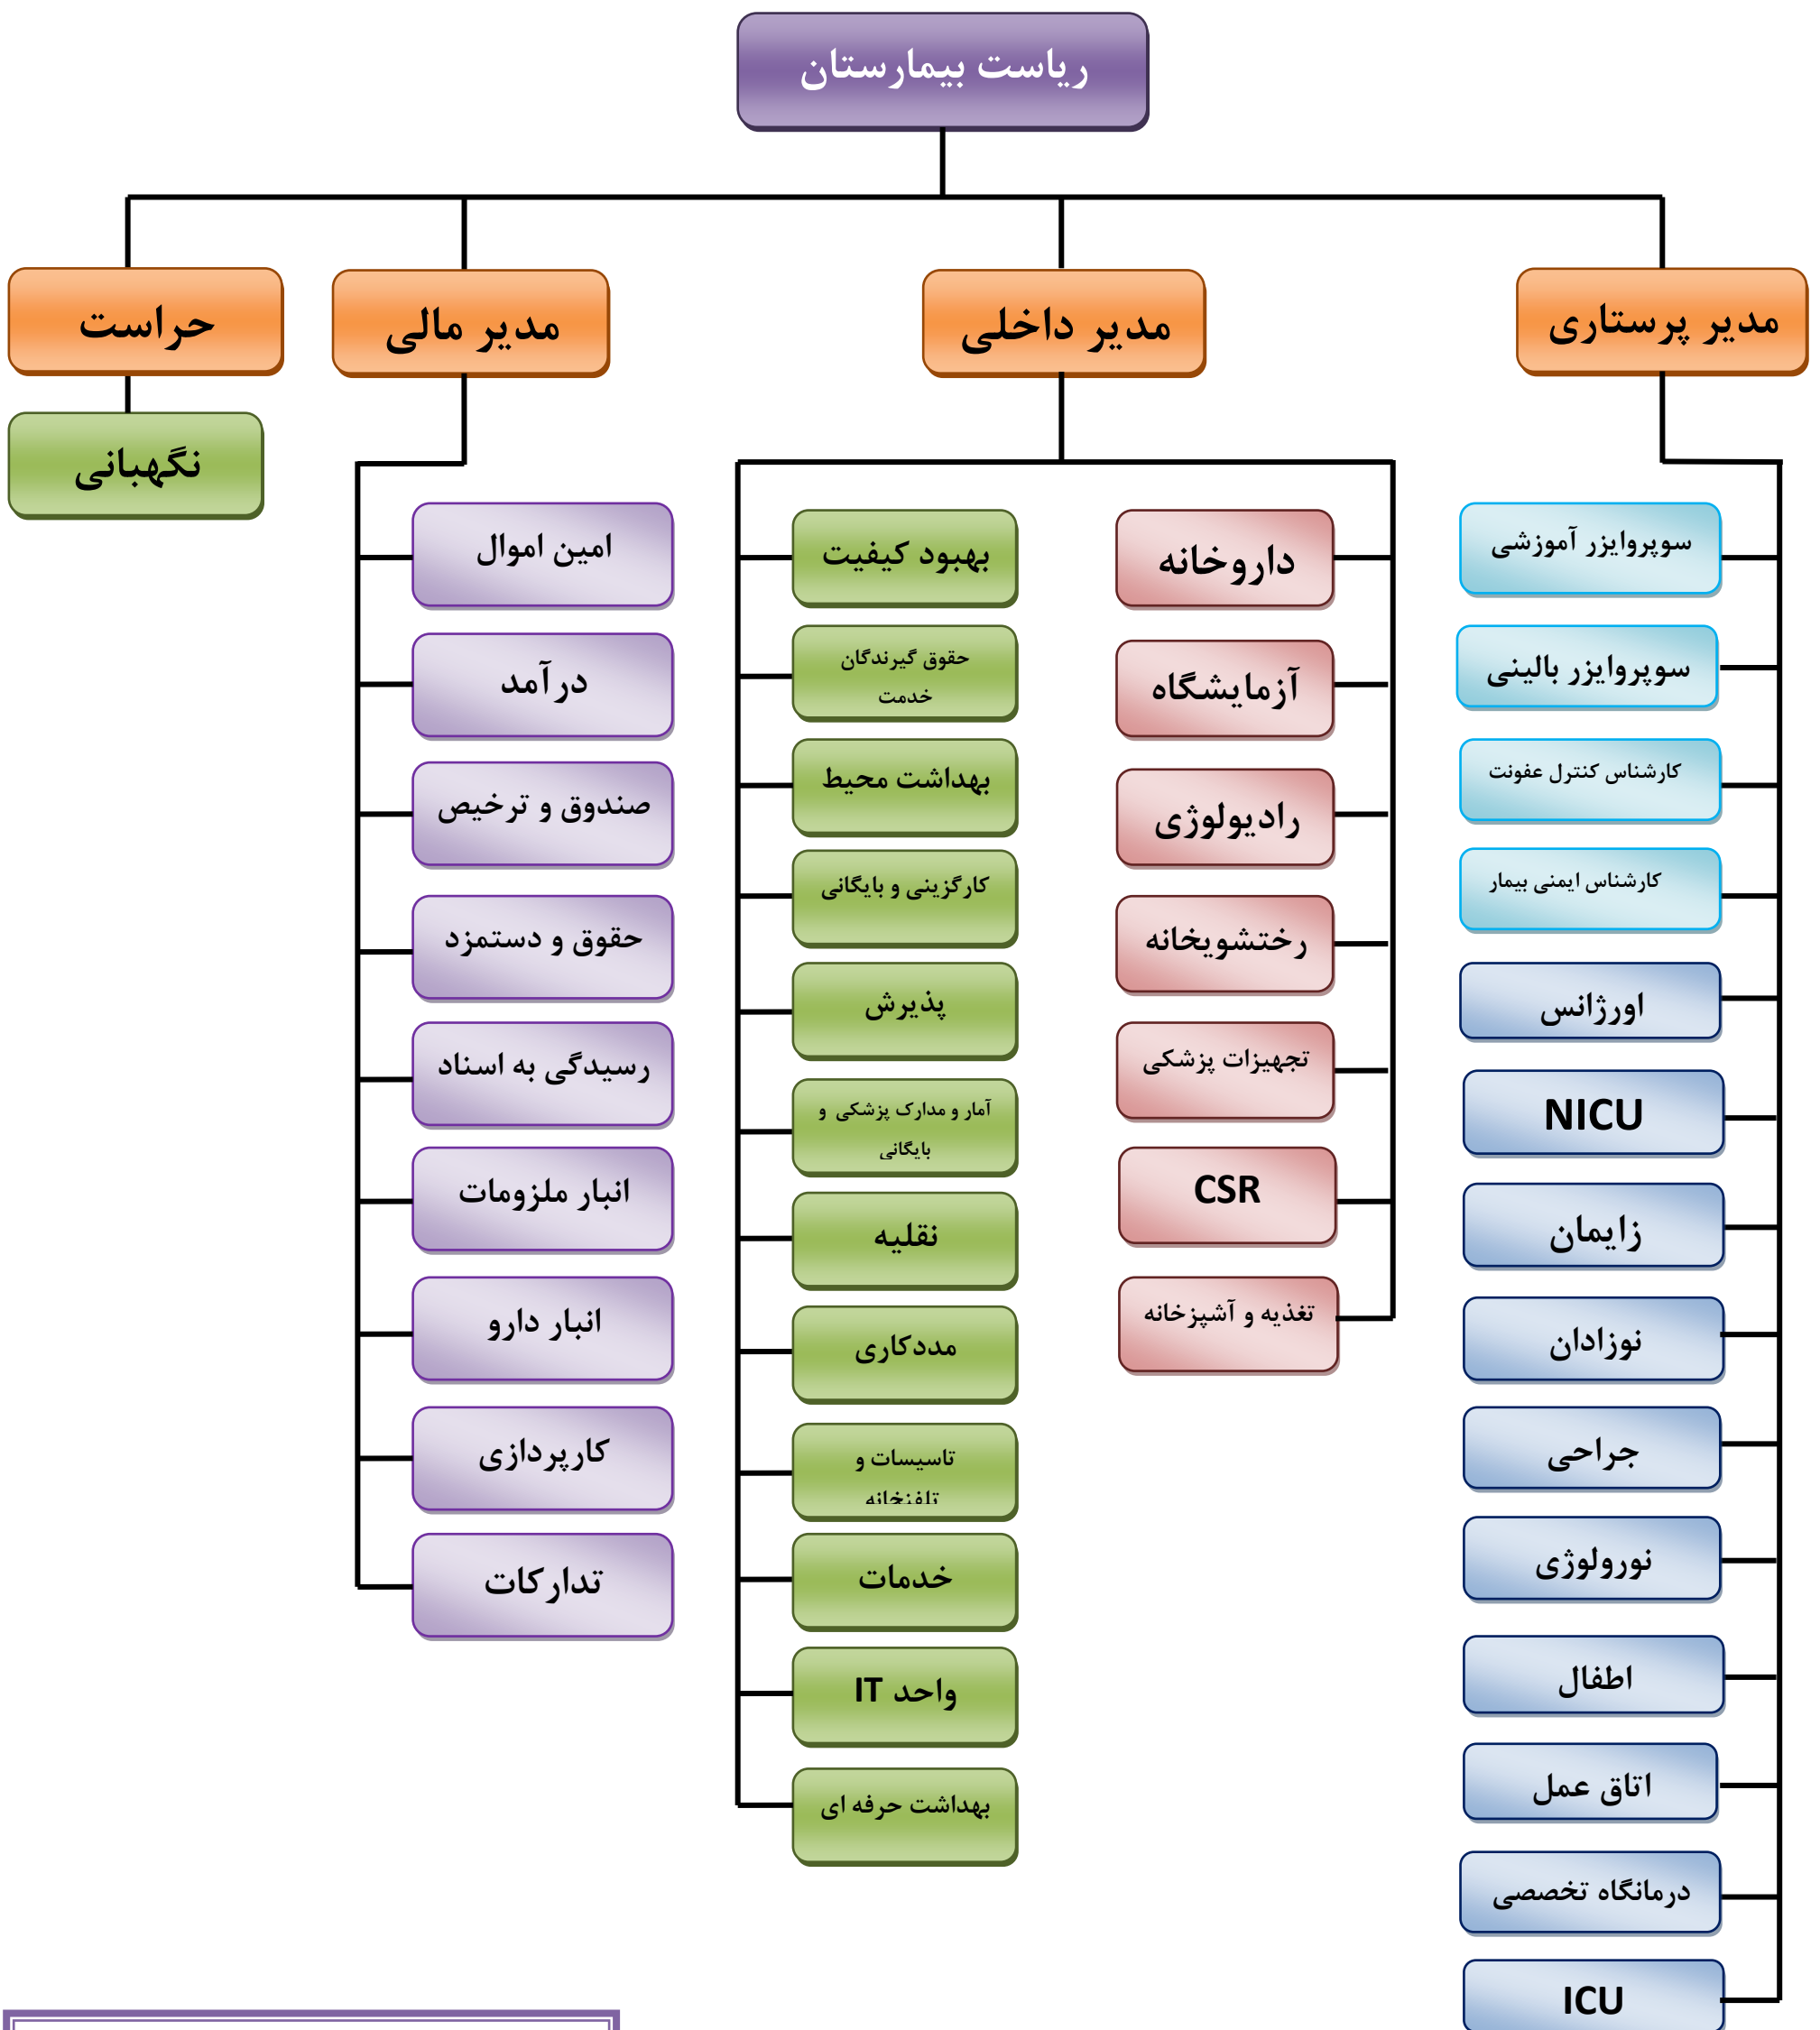 ریاست بیمارستان
مدیر پرستاری
مدیر داخلی
مدیر مالی
حراست
نگهبانی
سوپروایزر آموزشی
سوپروایزر بالینی
کارشناس کنترل عفونت
کارشناس ایمنی بیمار
اورژانس
NICU
زایمان
نوزادان
جراحی
نورولوژی
اطفال
اتاق عمل
درمانگاه تخصصی
ICU
داروخانه
آزمایشگاه
رادیولوژی
رختشویخانه
تجهیزات پزشکی
CSR
تغذیه و آشپزخانه
بهبود کیفیت
حقوق گیرندگان
خدمت
بهداشت محیط
کارگزینی و بایگانی
پذیرش
آمار و مدارک پزشکی و
بایگانی
نقلیه
مددکاری
تاسیسات و
تلفنخانه
خدمات
واحد IT
بهداشت حرفه ای
امین اموال
درآمد
صندوق و ترخیص
حقوق و دستمزد
رسیدگی به اسناد
انبار ملزومات
انبار دارو
کارپردازی
تدارکات